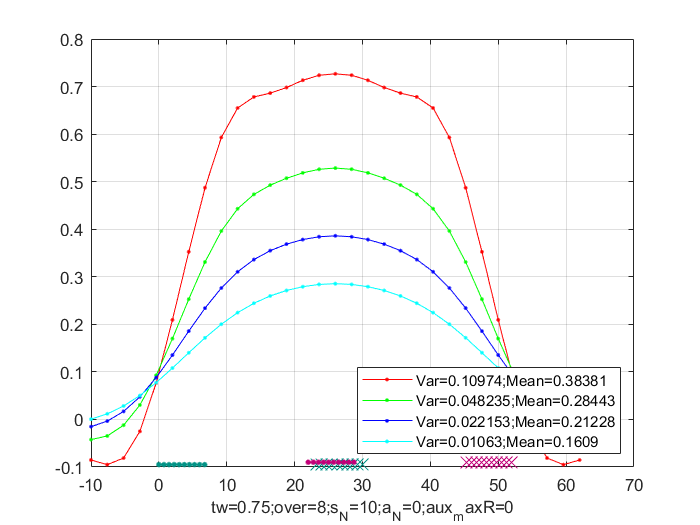 0.8
0.7
0.6
0.5
0.4
0.3
0.2
0.1
0
-0.1
Var=0.10974;Mean=0.38381
Var=0.048235;Mean=0.28443
Var=0.022153;Mean=0.21228
Var=0.01063;Mean=0.1609
-10 0 10 20 30 40 50 60 70
tw=0.75;over=8;s_N=10;a_N=0;aux_maxR=0